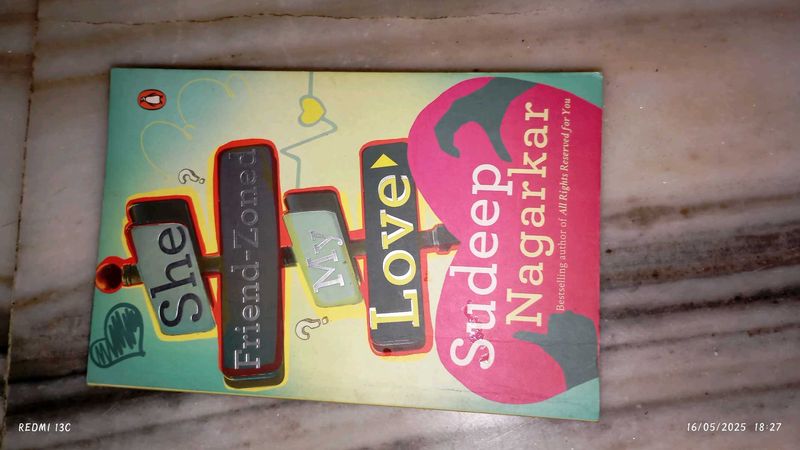 She
Friend-Zoned
My
Love
Sudeep
Nagarkar
Bestselling author of All Rights Reserved for You
REDMI 13C
16/05/2025 18:27